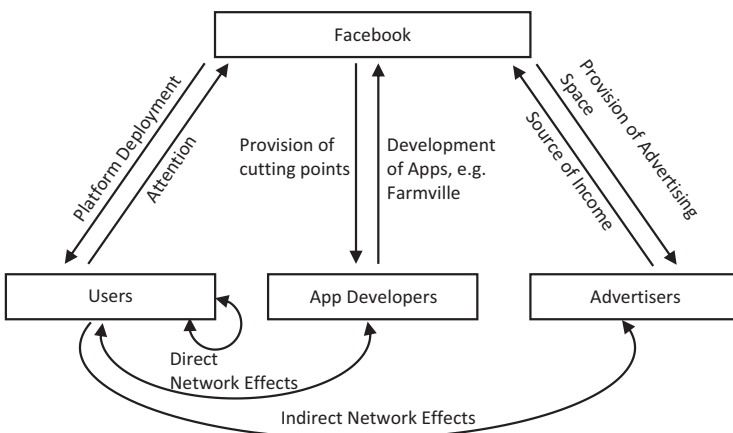 Facebook
Platform Deployment
Attention
Provision of
cutting points
Development
of Apps, e.g.
Farmville
Source of Income
Provision of Advertising
Space
Users
App Developers
Advertisers
Direct
Network Effects
Indirect Network Effects